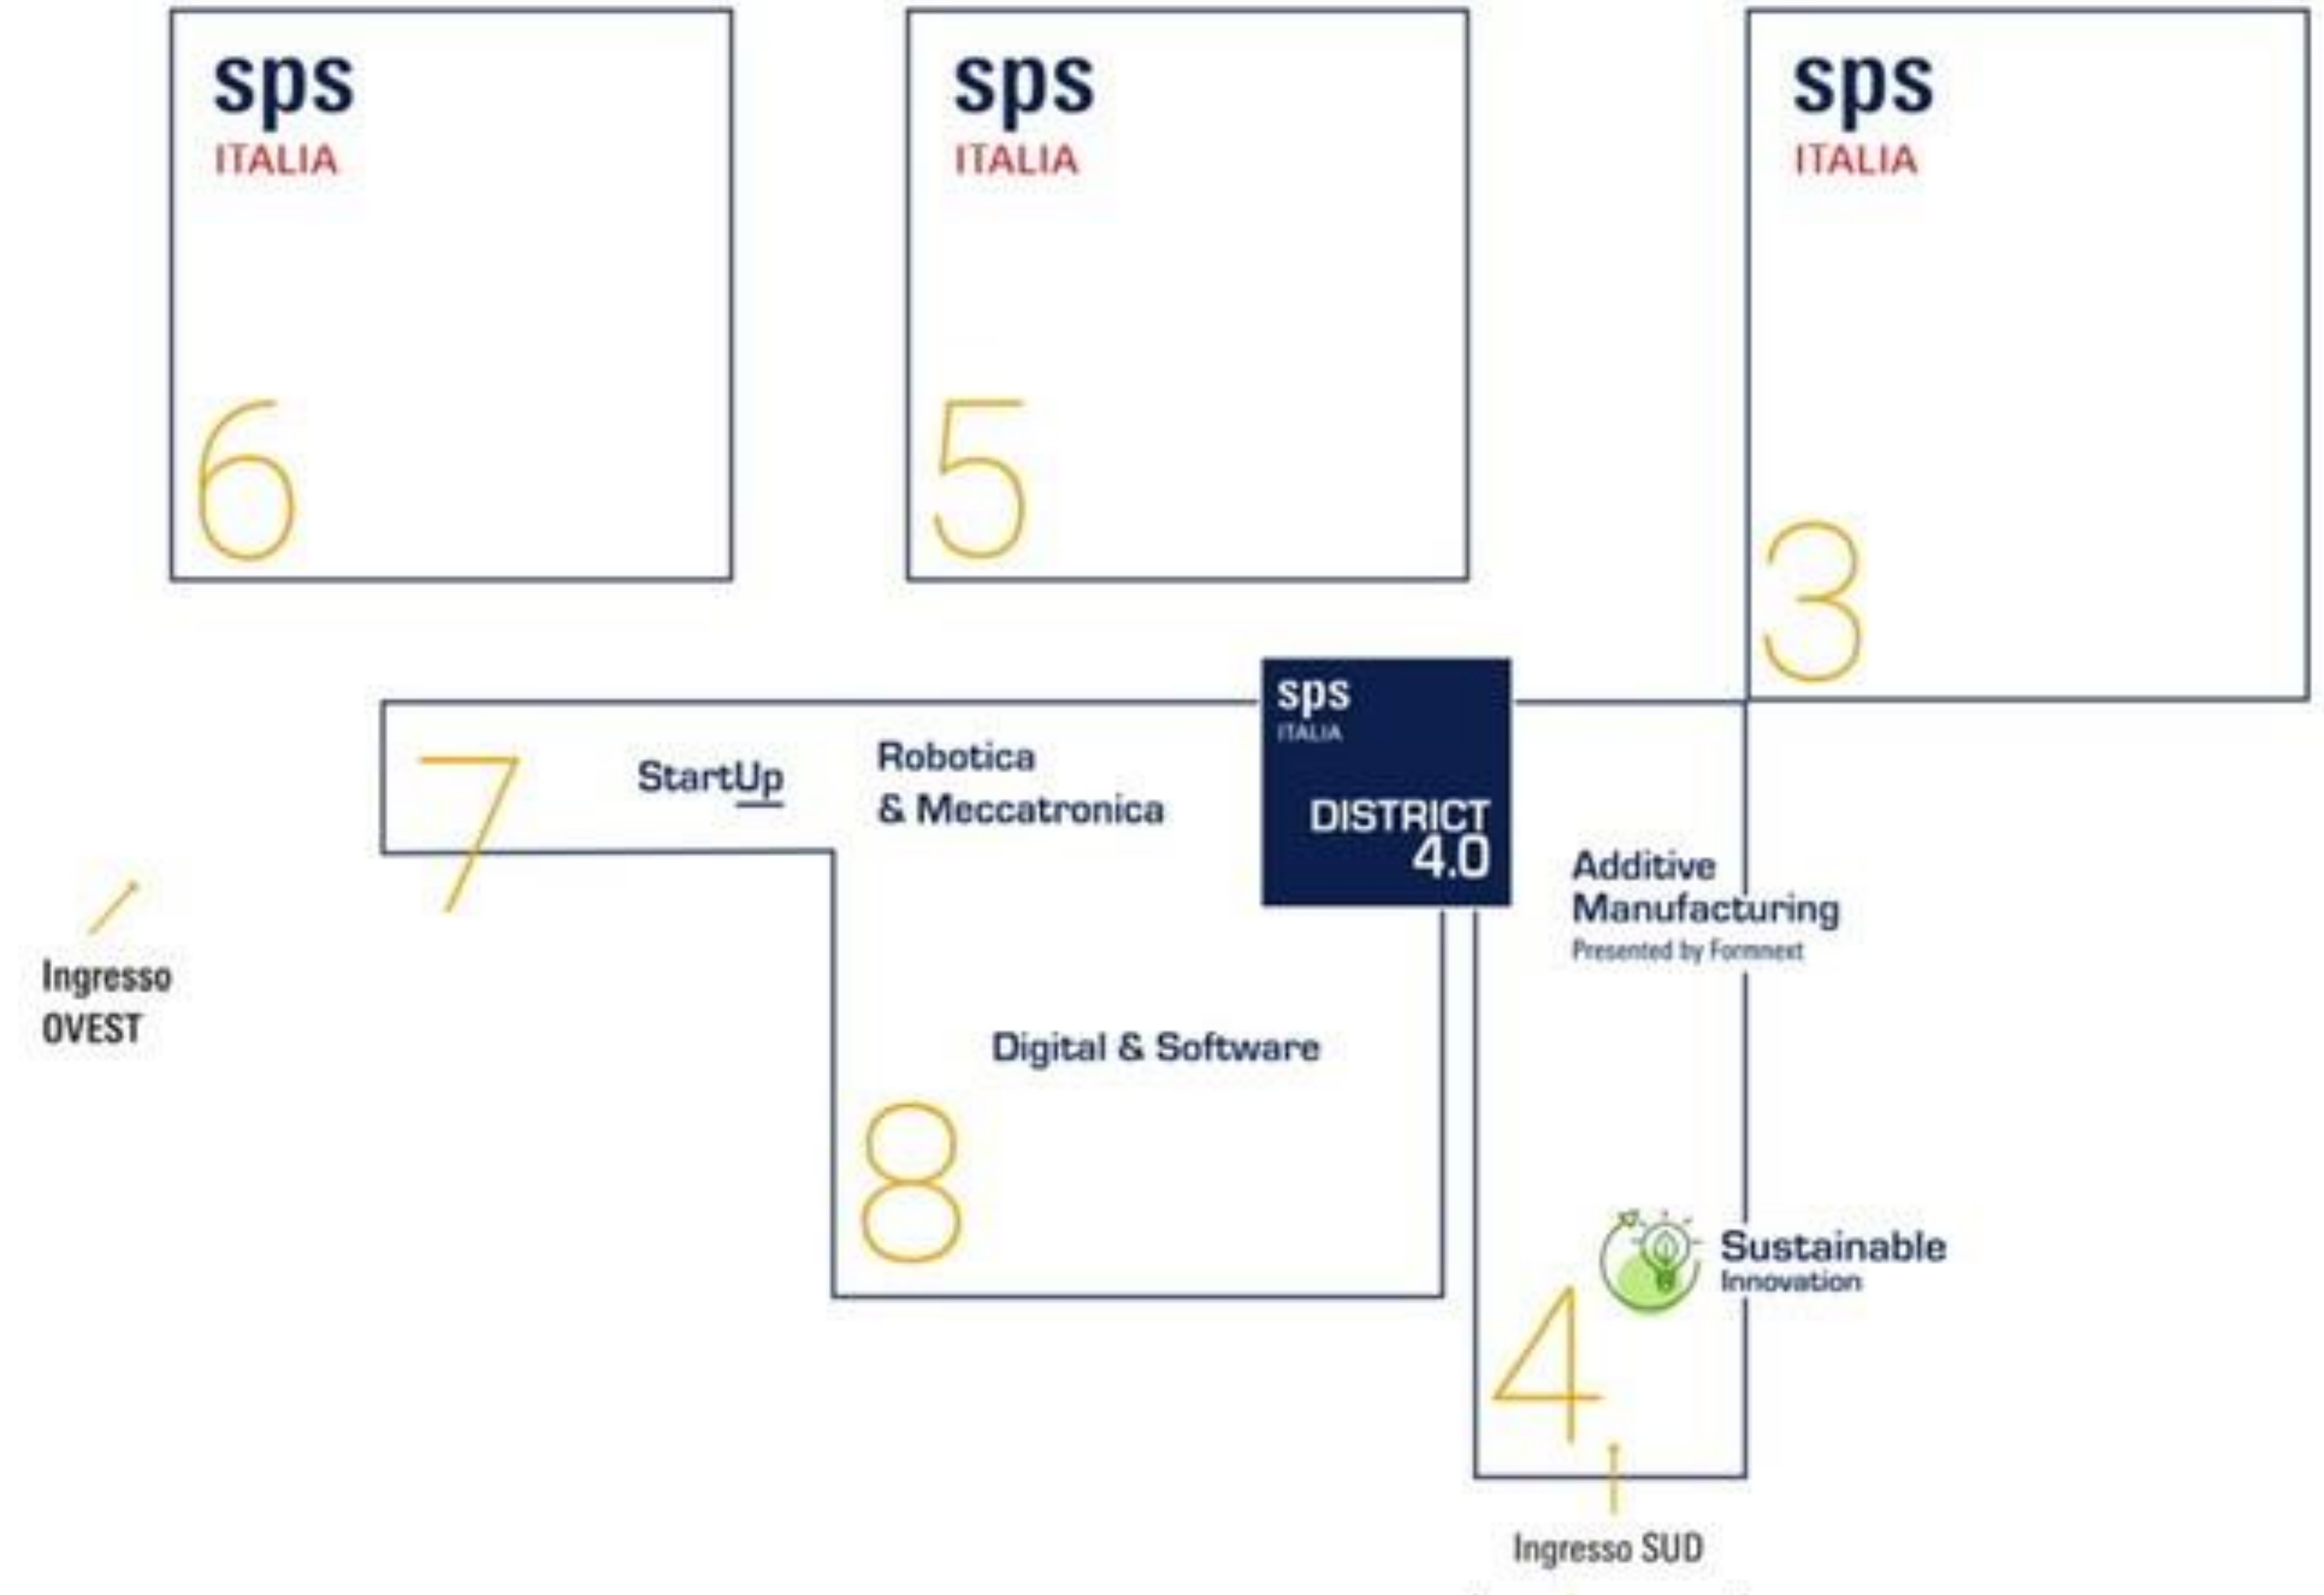 sps
ITALIA
6
sps
ITALIA
5
sps
ITALIA
3
7
StartUp
Robotica
& Meccatronica
sps
ITALIA
DISTRICT
4.0
Additive
Manufacturing
Presented by Formnext
Ingresso
OVEST
Digital & Software
8
Sustainable
Innovation
4
Ingresso SUD